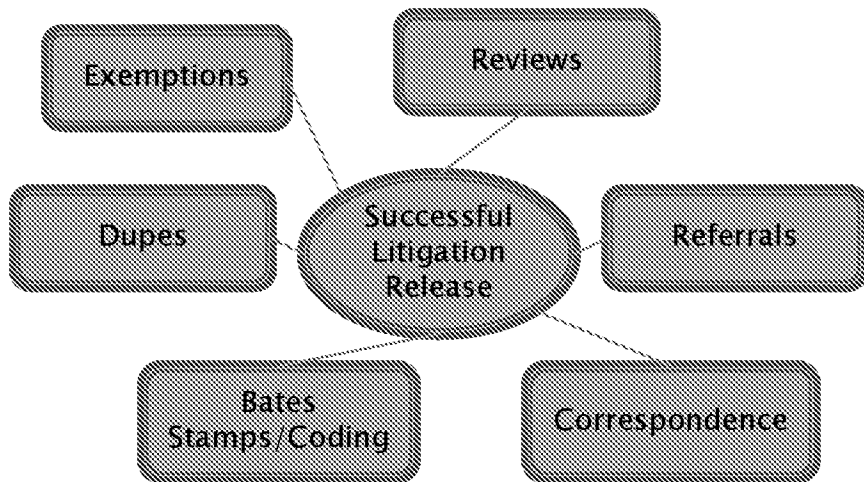 Exemptions
Reviews
Dupes
Successful
Litigation
Release
Referrals
Bates
Stamps/Coding
Correspondence